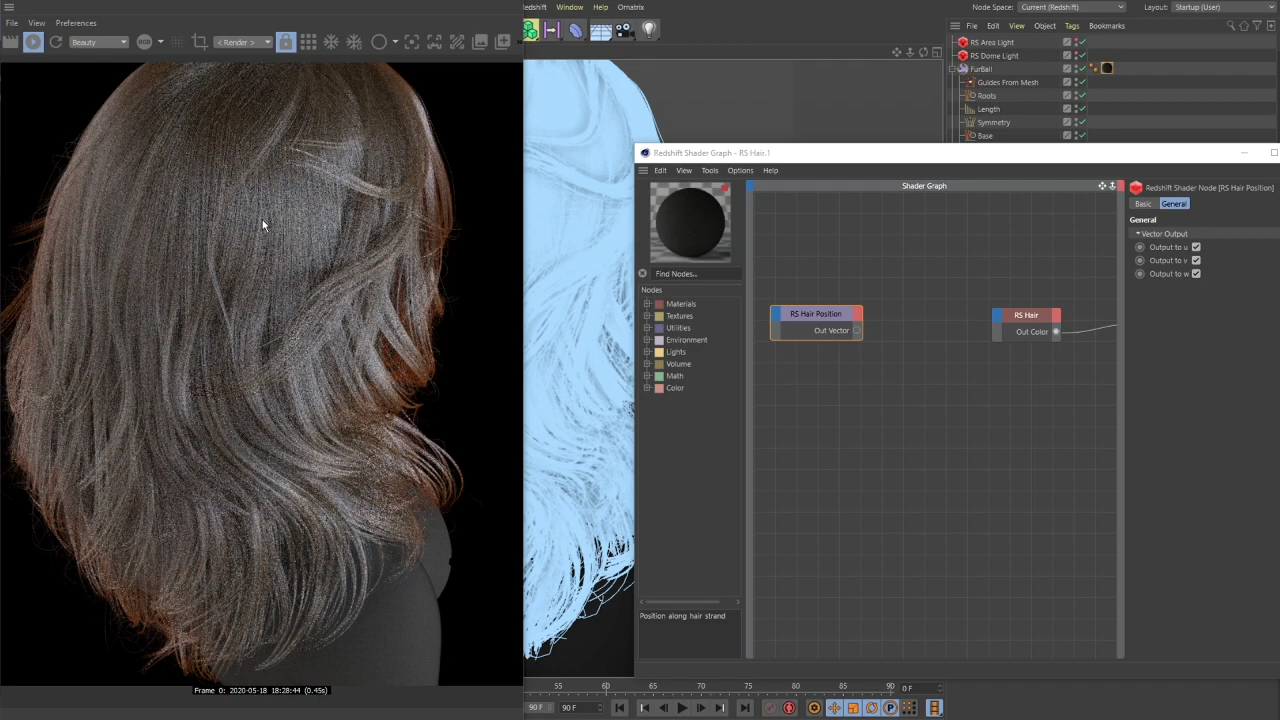 File View Preferences
Beauty RGB < Render >
Frame 0: 2020-05-18 18:28:44 (0.45s)
Redshift Window Help Ornatrix
Node Space: Current (Redshift) Layout: Startup (User)
File Edit View Object Tags Bookmarks
RS Area Light
RS Dome Light
FurBall
Guides From Mesh
Roots
Length
Symmetry
Base
Redshift Shader Graph - RS Hair.1
Edit View Tools Options Help
Find Nodes..
Nodes
Materials
Textures
Utilities
Environment
Lights
Volume
Math
Color
Position along hair strand
Shader Graph
RS Hair Position
Out Vector
RS Hair
Out Color
Redshift Shader Node [RS Hair Position]
Basic General
General
Vector Output
Output to u
Output to v
Output to w
55 60 65 70 75 80 85 90 0 F
90 F 90 F